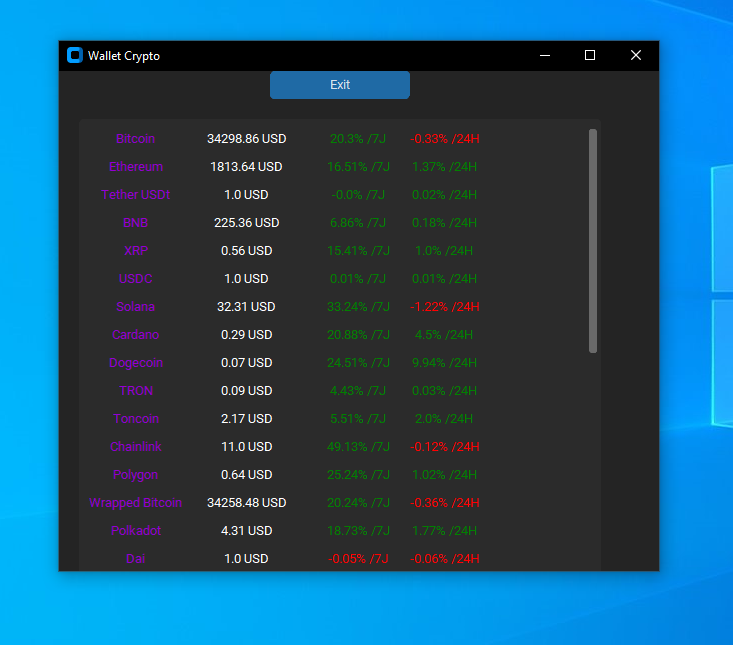 Wallet Crypto
Exit
Bitcoin 34298.86 USD 20.3% /7J -0.33% /24H
Ethereum 1813.64 USD 16.51% /7J 1.37% /24H
Tether USDt 1.0 USD -0.0% /7J 0.02% /24H
BNB 225.36 USD 6.86% /7J 0.18% /24H
XRP 0.56 USD 15.41% /7J 1.0% /24H
USDC 1.0 USD 0.01% /7J 0.01% /24H
Solana 32.31 USD 33.24% /7J -1.22% /24H
Cardano 0.29 USD 20.88% /7J 4.5% /24H
Dogecoin 0.07 USD 24.51% /7J 9.94% /24H
TRON 0.09 USD 4.43% /7J 0.03% /24H
Toncoin 2.17 USD 5.51% /7J 2.0% /24H
Chainlink 11.0 USD 49.13% /7J -0.12% /24H
Polygon 0.64 USD 25.24% /7J 1.02% /24H
Wrapped Bitcoin 34258.48 USD 20.24% /7J -0.36% /24H
Polkadot 4.31 USD 18.73% /7J 1.77% /24H
Dai 1.0 USD -0.05% /7J -0.06% /24H